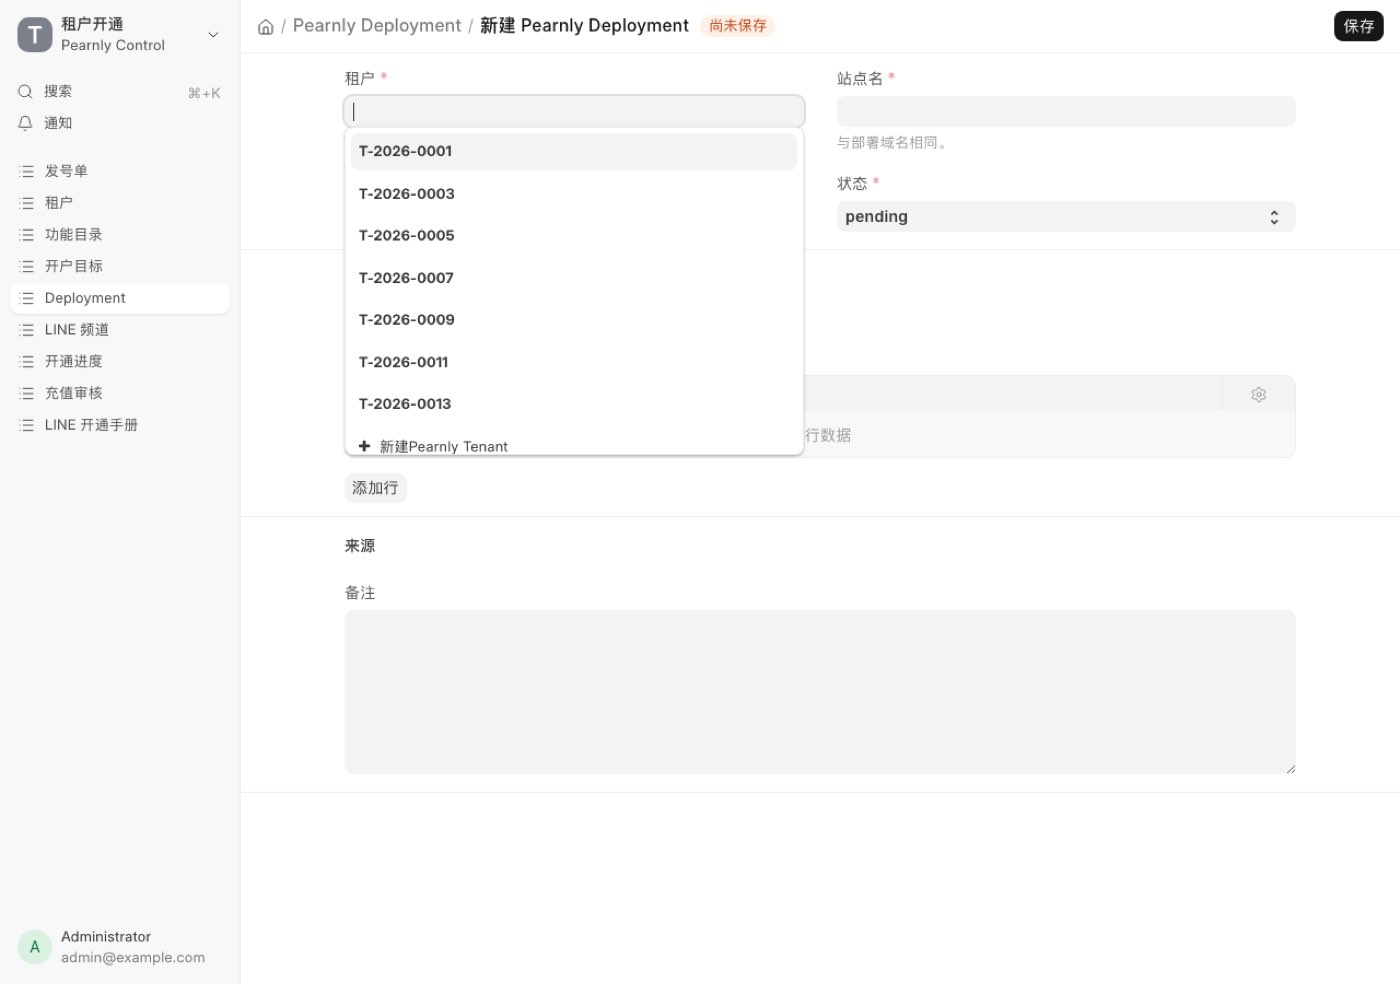 T
租户开通
Pearnly Control
搜索
⌘+K
通知
发号单
租户
功能目录
开户目标
Deployment
LINE 频道
开通进度
充值审核
LINE 开通手册
A
Administrator
admin@example.com
/ Pearnly Deployment / 新建 Pearnly Deployment 尚未保存
保存
租户 *
T-2026-0001
T-2026-0003
T-2026-0005
T-2026-0007
T-2026-0009
T-2026-0011
T-2026-0013
新建Pearnly Tenant
站点名 *
与部署域名相同。
状态 *
pending
行数据
添加行
来源
备注